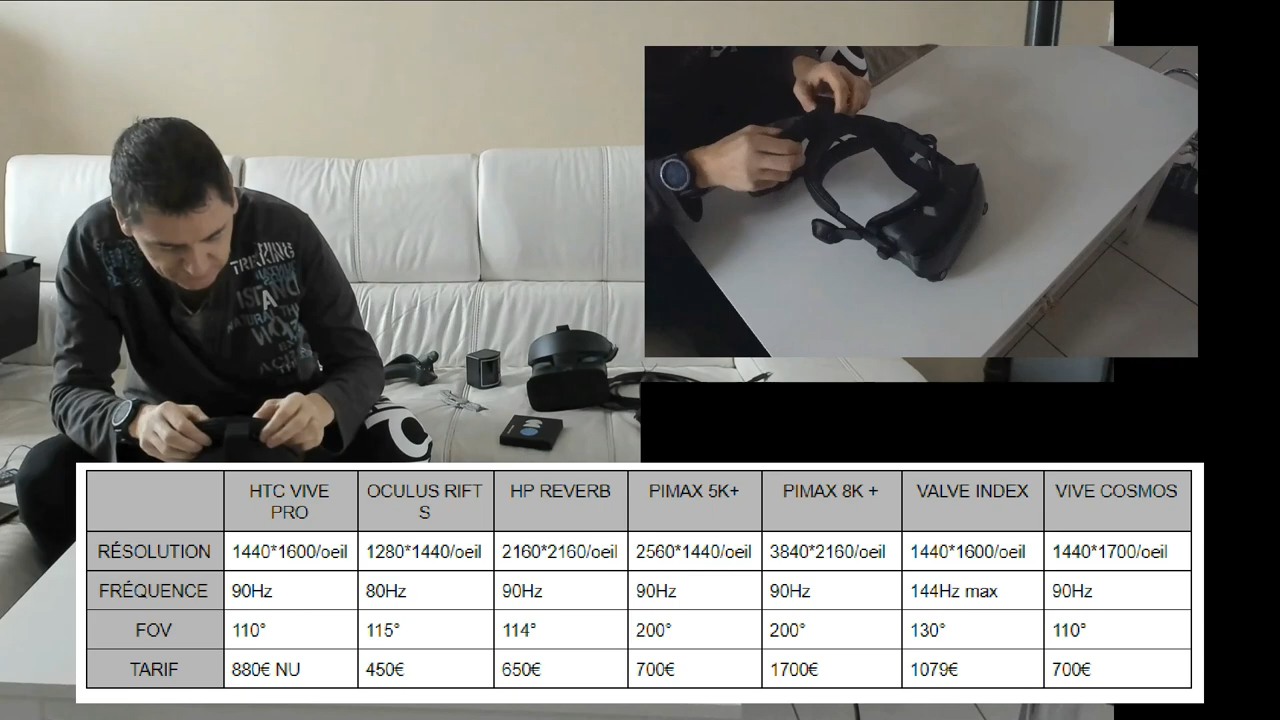 TREKKING
HTC VIVE PRO OCULUS RIFT S HP REVERB PIMAX 5K+ PIMAX 8K + VALVE INDEX VIVE COSMOS
RÉSOLUTION 1440*1600/oeil 1280*1440/oeil 2160*2160/oeil 2560*1440/oeil 3840*2160/oeil 1440*1600/oeil 1440*1700/oeil
FRÉQUENCE 90Hz 80Hz 90Hz 90Hz 90Hz 144Hz max 90Hz
FOV 110° 115° 114° 200° 200° 130° 110°
TARIF 880€ NU 450€ 650€ 700€ 1700€ 1079€ 700€